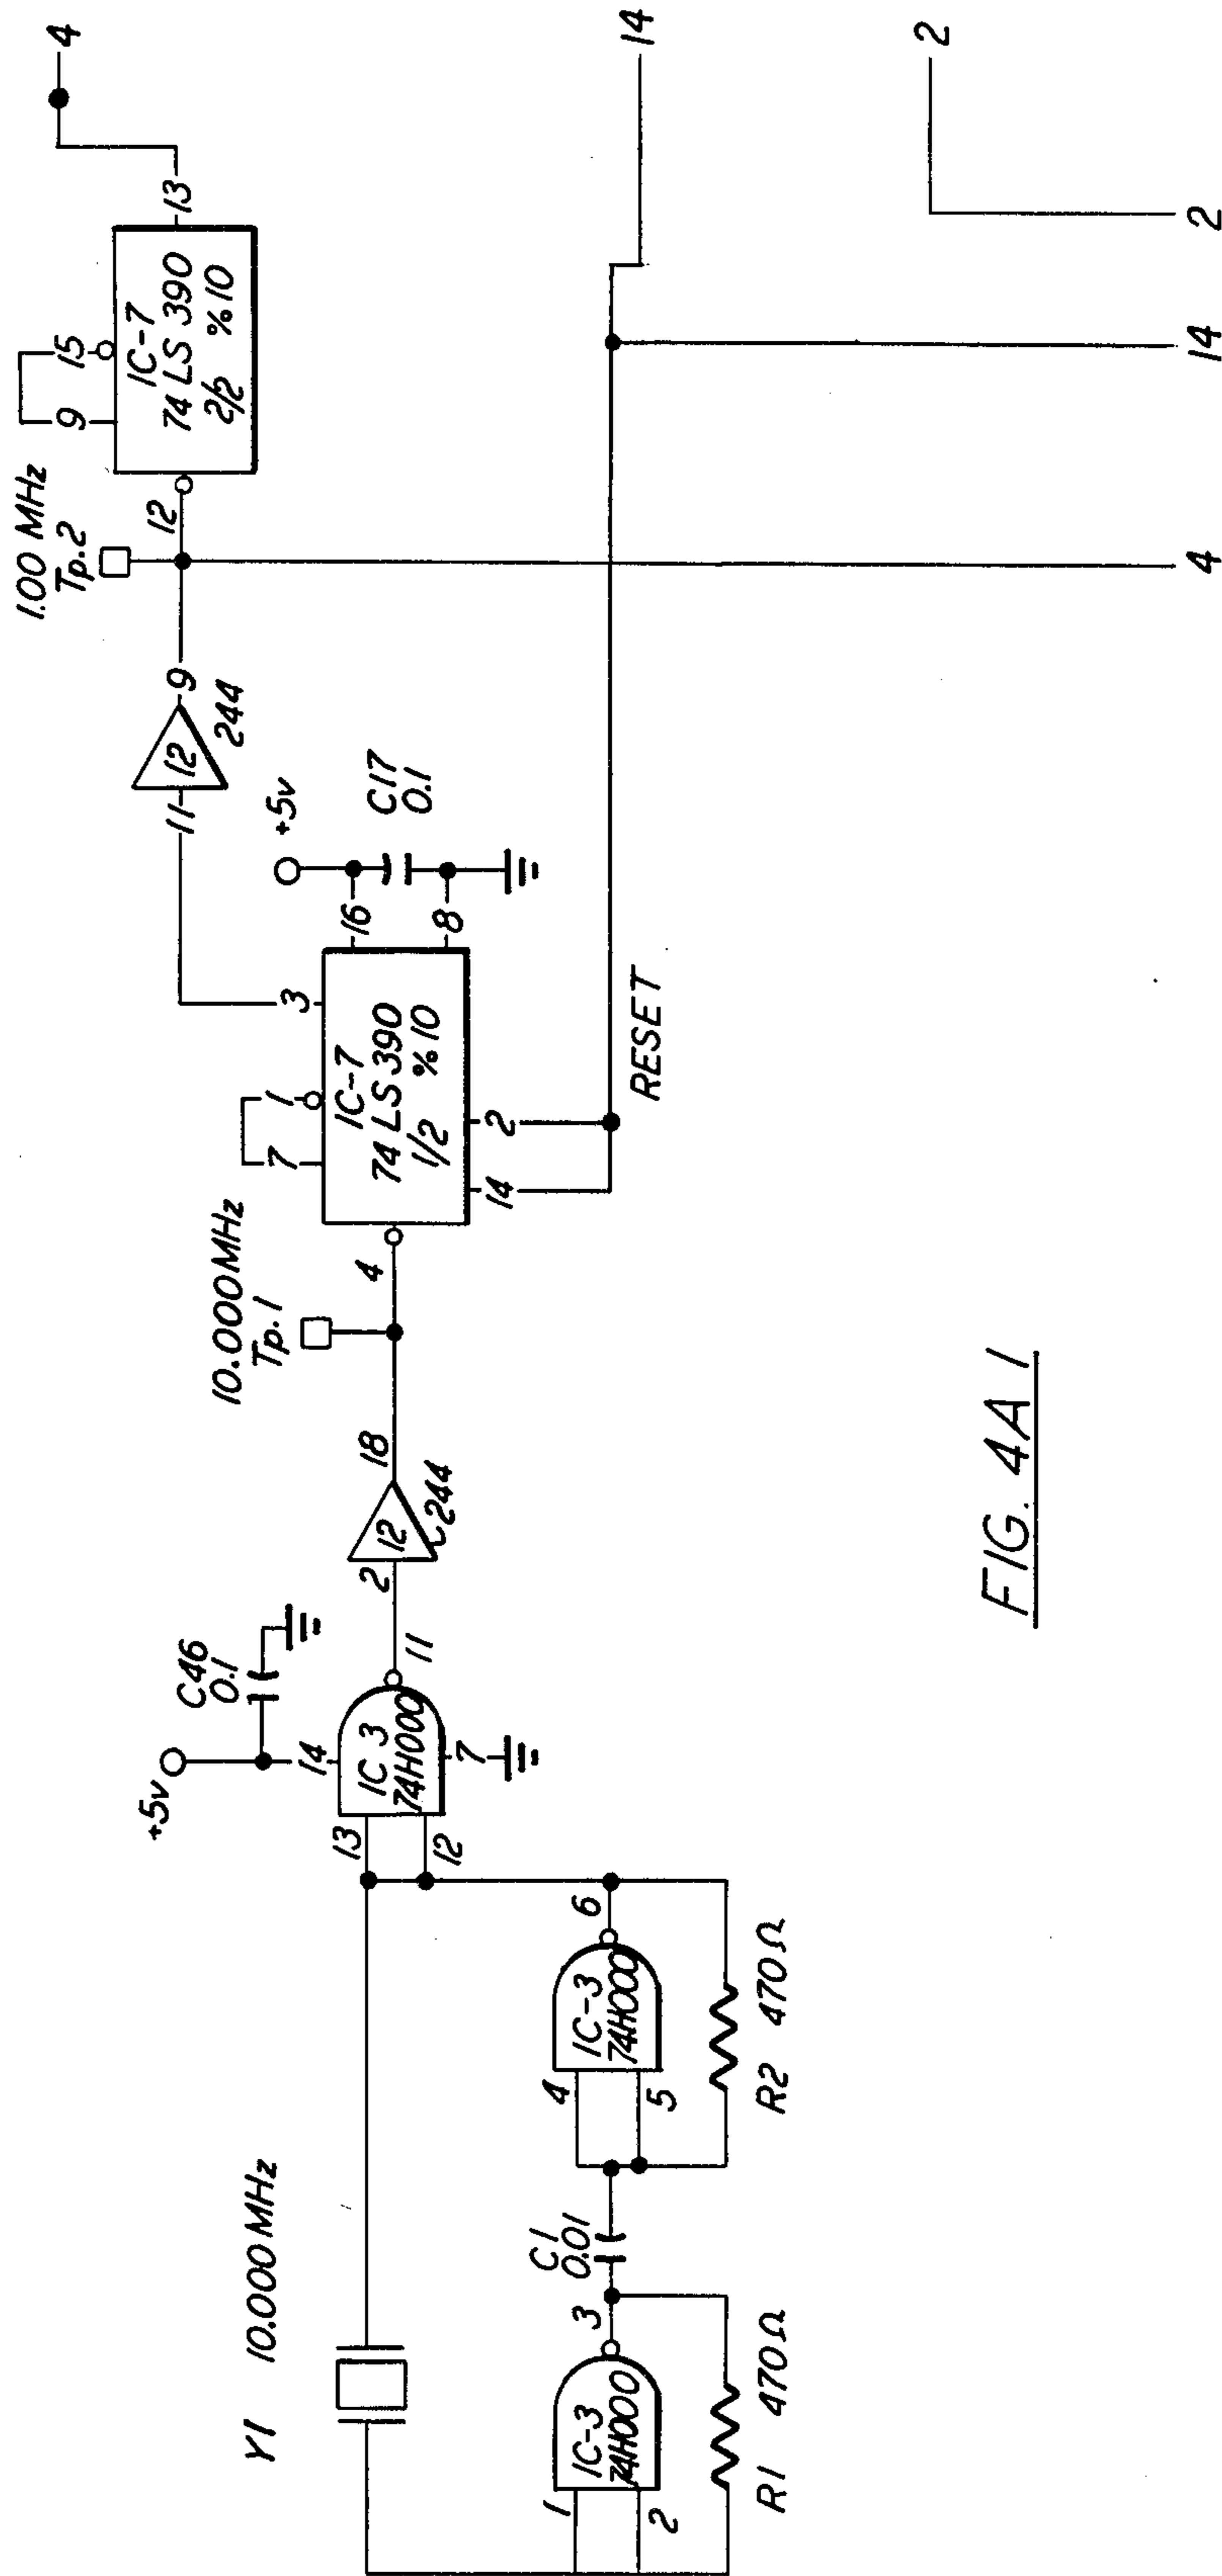 Y1 10.000 MHz
1
2
IC-3
74H000
3
R1 470Ω
C1
0.01
4
5
IC-3
74H000
6
R2 470Ω
+5v
C46
0.1
14
13
12
IC 3
74H000
7
11
2
12
244
18
10.000MHz
Tp.1
4
7
1
IC-7
74 LS 390
1/2 %10
14
2
3
16
8
+5v
C17
0.1
RESET
11
12
244
9
1.00 MHz
Tp.2
12
9
15
IC-7
74 LS 390
2/2 %10
13
4
14
2
4
14
2
FIG. 4A1